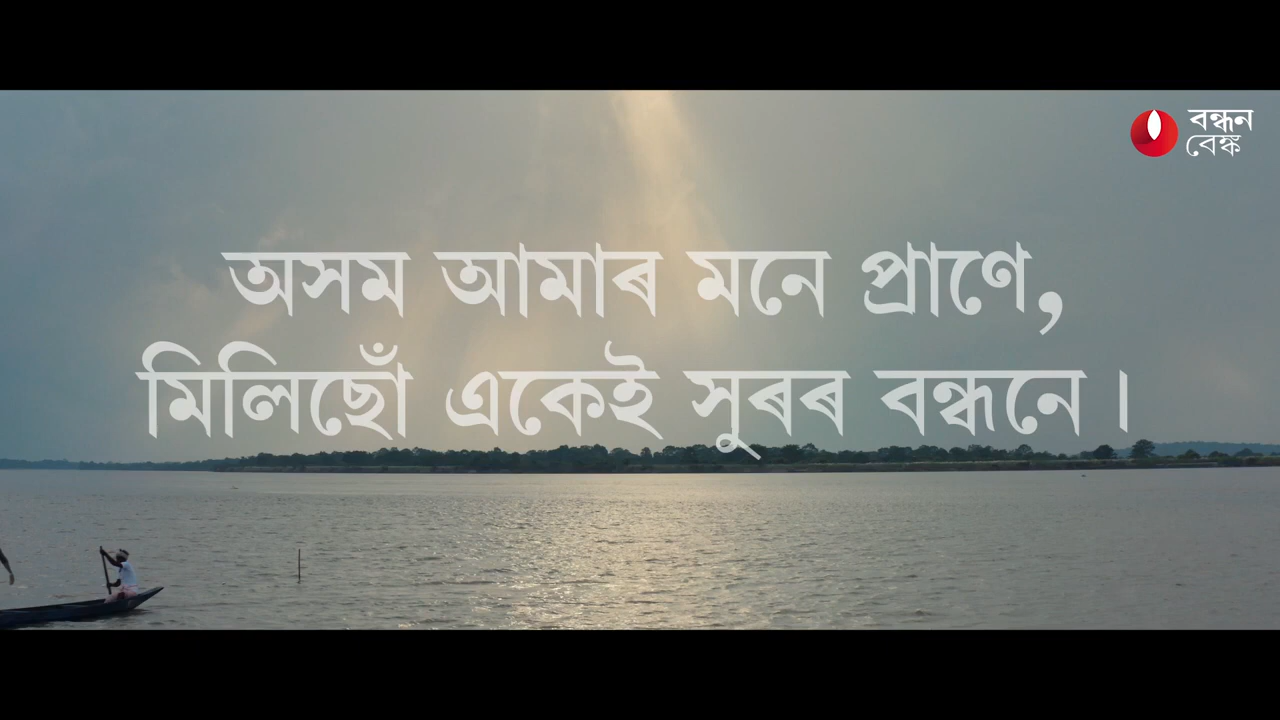 বন্ধন
বেঙ্ক
অসম আমাৰ মনে প্ৰাণে,
মিলিছোঁ একেই সুৰৰ বন্ধনে।